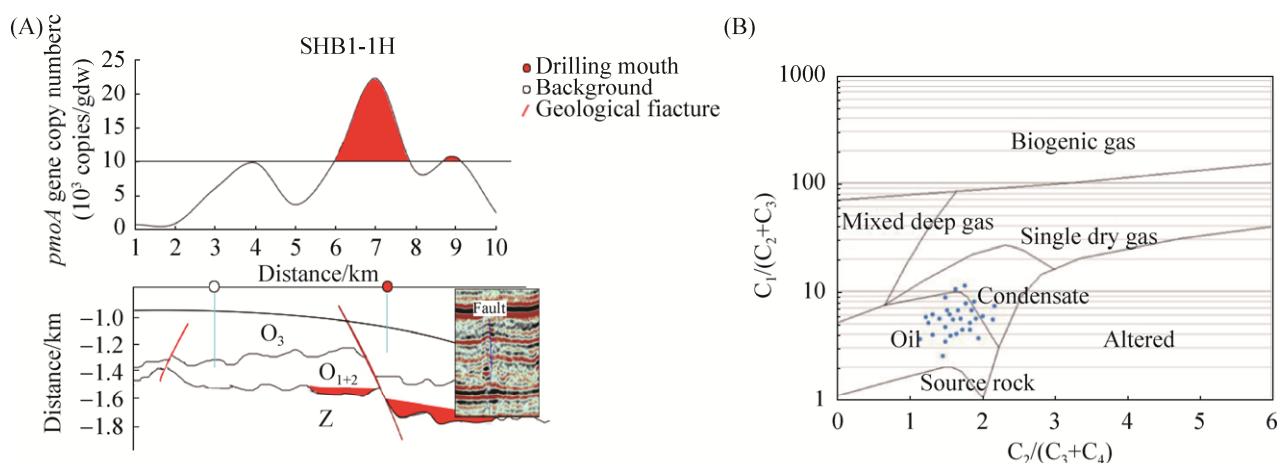 (A)
SHB1-1H
pmoA gene copy numberc
(10³ copies/gdw)
25
20
15
10
10
5
0
1 2 3 4 5 6 7 8 9 10
Distance/km
Drilling mouth
Background
Geological fiacture
Distance/km
−1.0
−1.2
−1.4
−1.6
−1.8
O₃
O₁₊₂
Z
Fault
(B)
C₁/(C₂+C₃)
1000
100
10
1
Biogenic gas
Mixed deep gas
Single dry gas
Condensate
Oil
Altered
Source rock
0 1 2 3 4 5 6
C₂/(C₃+C₄)